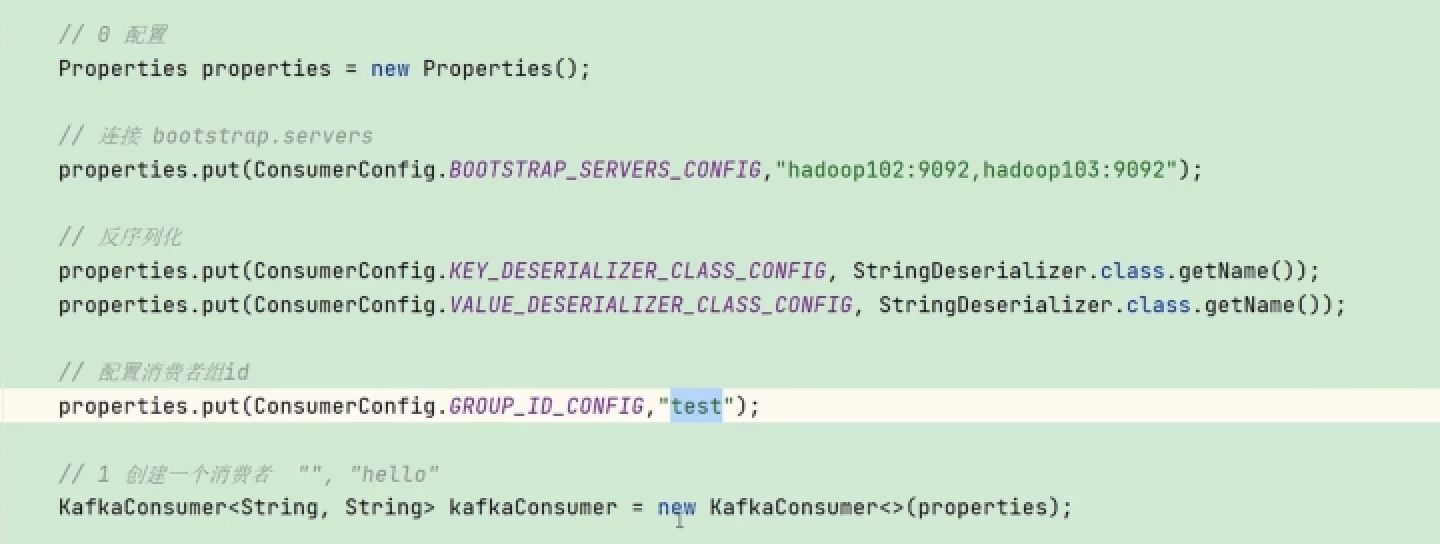 // 0 配置
Properties properties = new Properties();
// 连接 bootstrap.servers
properties.put(ConsumerConfig.BOOTSTRAP_SERVERS_CONFIG,"hadoop102:9092,hadoop103:9092");
// 反序列化
properties.put(ConsumerConfig.KEY_DESERIALIZER_CLASS_CONFIG, StringDeserializer.class.getName());
properties.put(ConsumerConfig.VALUE_DESERIALIZER_CLASS_CONFIG, StringDeserializer.class.getName());
// 配置消费者组id
properties.put(ConsumerConfig.GROUP_ID_CONFIG,"test");
// 1 创建一个消费者  "", "hello"
KafkaConsumer<String, String> kafkaConsumer = new KafkaConsumer<>(properties);